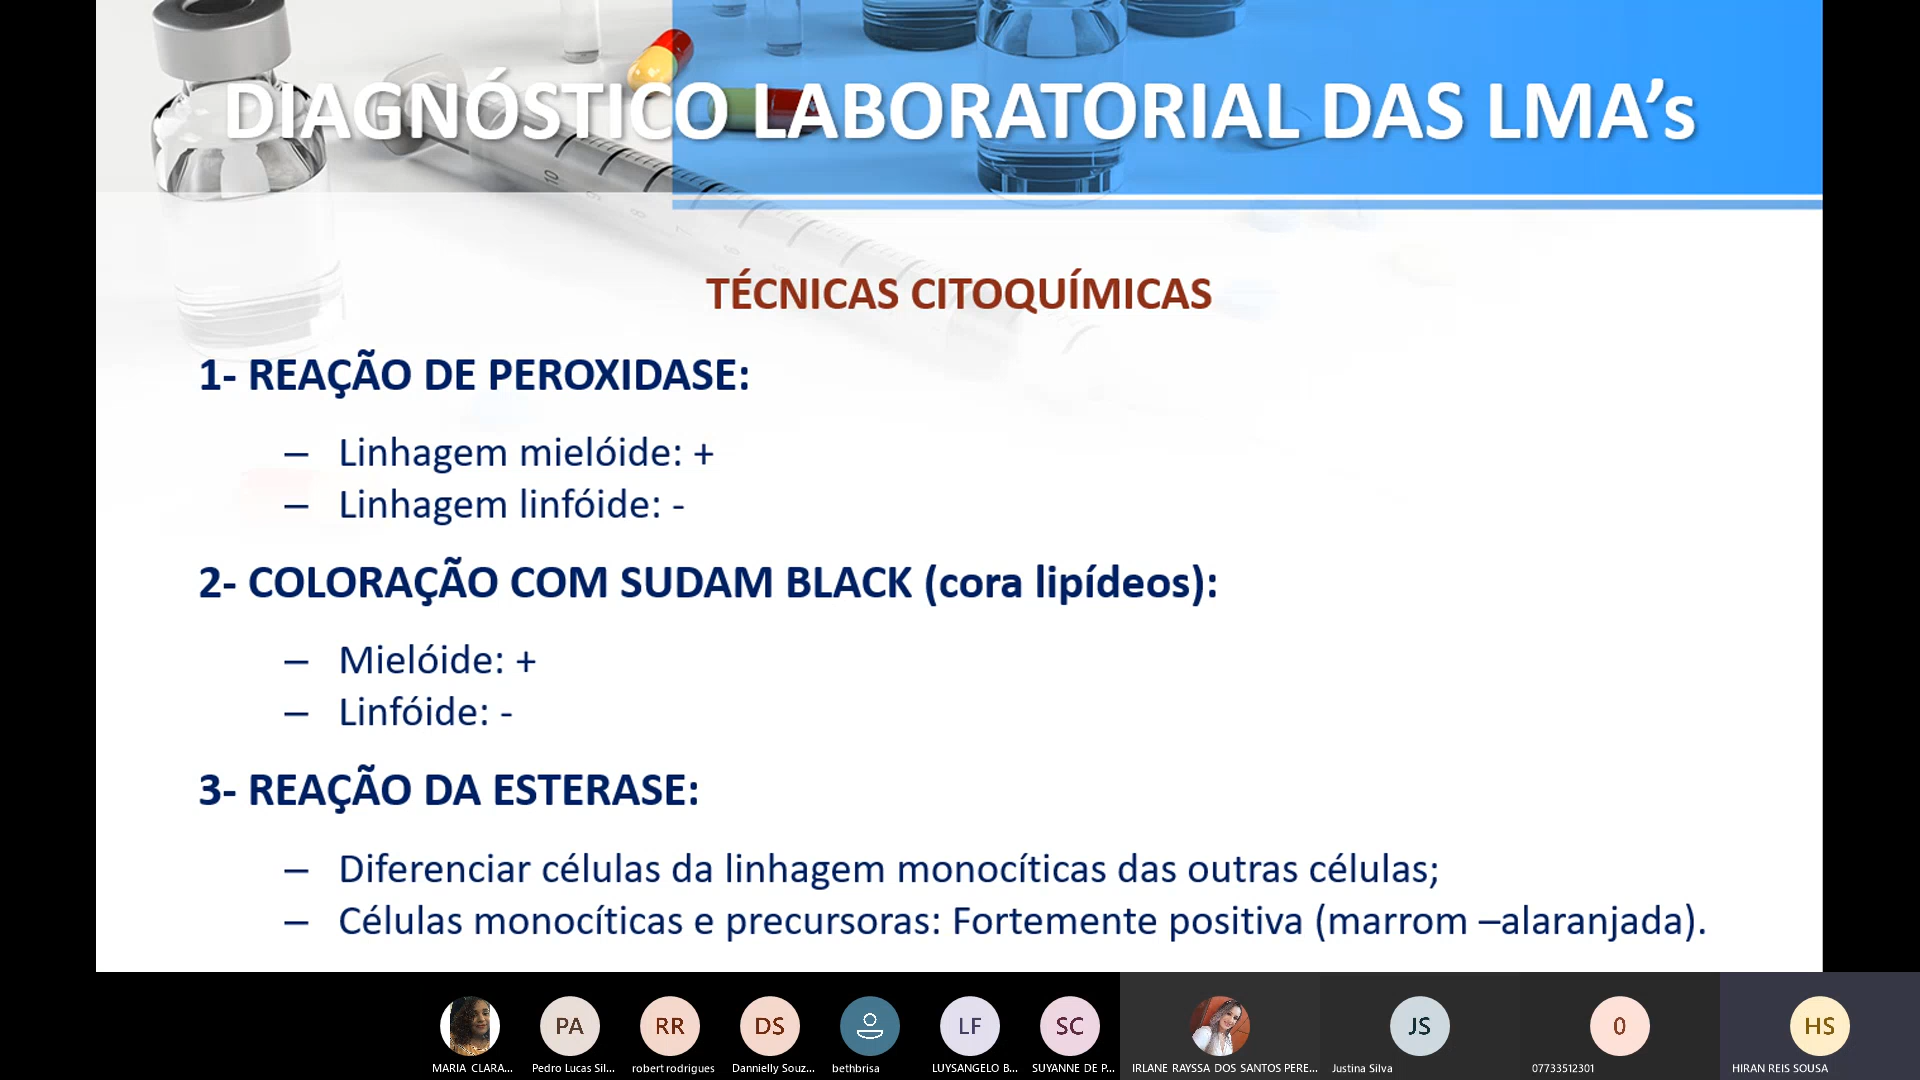 DIAGNÓSTICO LABORATORIAL DAS LMA’s
TÉCNICAS CITOQUÍMICAS
1- REAÇÃO DE PEROXIDASE:
– Linhagem mielóide: +
– Linhagem linfóide: -
2- COLORAÇÃO COM SUDAM BLACK (cora lipídeos):
– Mielóide: +
– Linfóide: -
3- REAÇÃO DA ESTERASE:
– Diferenciar células da linhagem monocíticas das outras células;
– Células monocíticas e precursoras: Fortemente positiva (marrom –alaranjada).
PA RR DS LF SC JS 0 HS
MARIA CLARA... Pedro Lucas Sil... robert rodrigues Dannielly Souz... bethbrisa LUYSANGELO B... SUYANNE DE P... IRLANE RAYSSA DOS SANTOS PERE... Justina Silva 07733512301 HIRAN REIS SOUSA